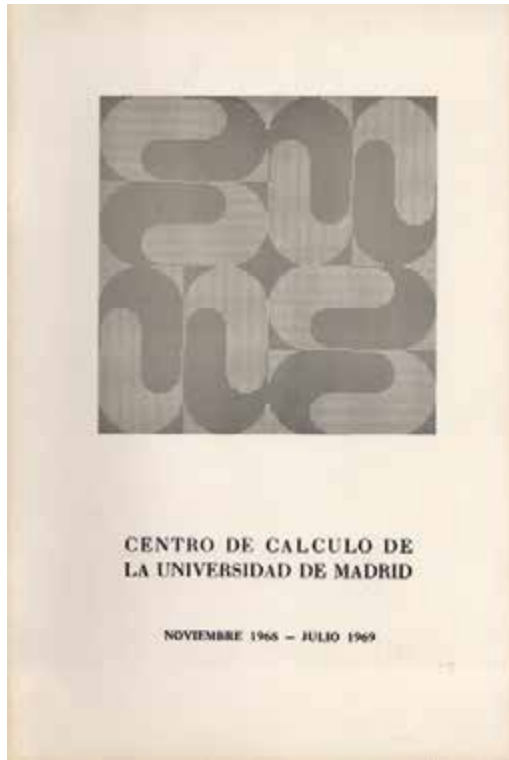 CENTRO DE CALCULO DE
LA UNIVERSIDAD DE MADRID
NOVIEMBRE 1968 – JULIO 1969